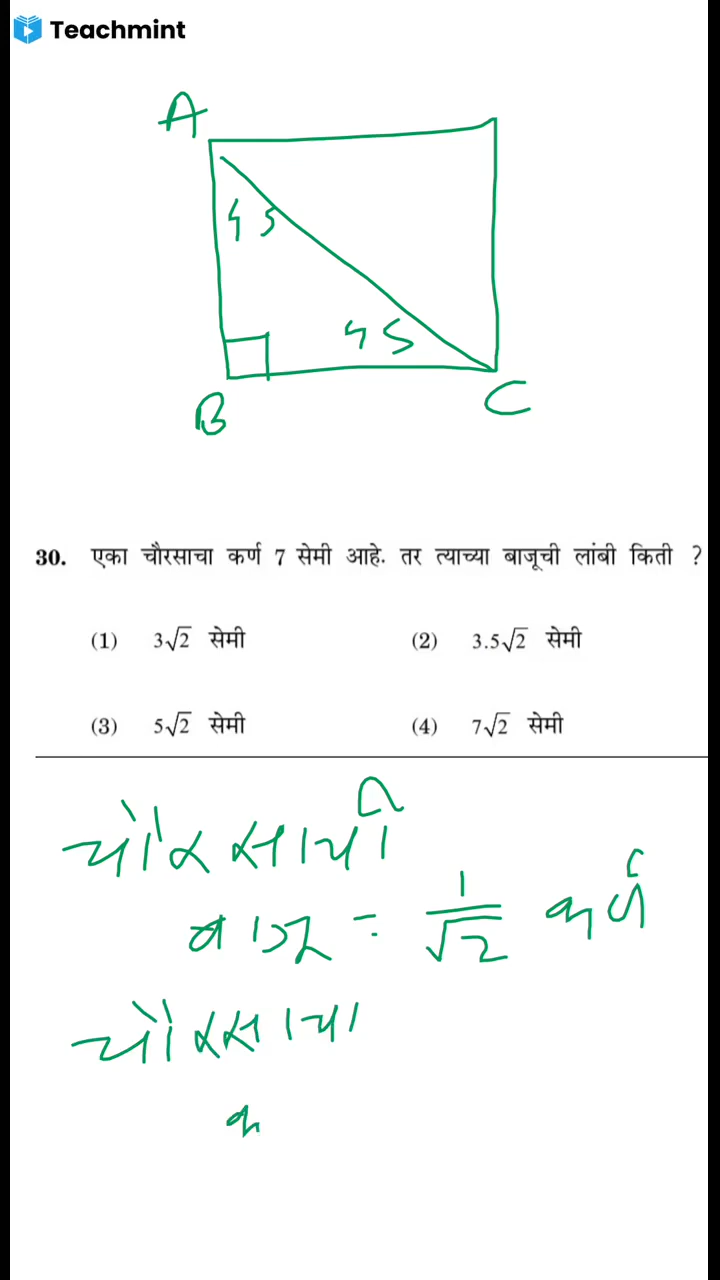 Teachmint
A
45
45
B
C
30. एका चौरसाचा कर्ण 7 सेमी आहे. तर त्याच्या बाजूची लांबी किती ?
(1) 3√2 सेमी (2) 3.5√2 सेमी
(3) 5√2 सेमी (4) 7√2 सेमी
चौरसाची
बाजू = 1/√2 कर्ण
चौरसाचा
क